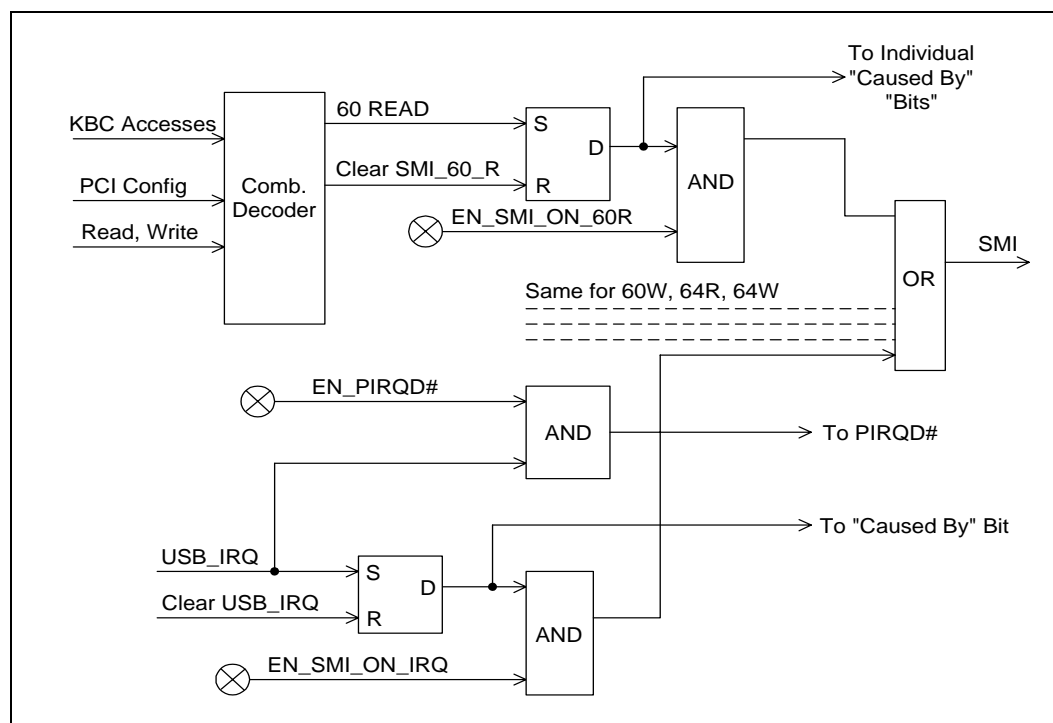 To Individual
"Caused By"
"Bits"
KBC Accesses
60 READ
S
D
PCI Config
Comb.
Decoder
Clear SMI_60_R
R
AND
Read, Write
EN_SMI_ON_60R
SMI
OR
Same for 60W, 64R, 64W
EN_PIRQD#
AND
To PIRQD#
To "Caused By" Bit
USB_IRQ
S
D
Clear USB_IRQ
R
AND
EN_SMI_ON_IRQ